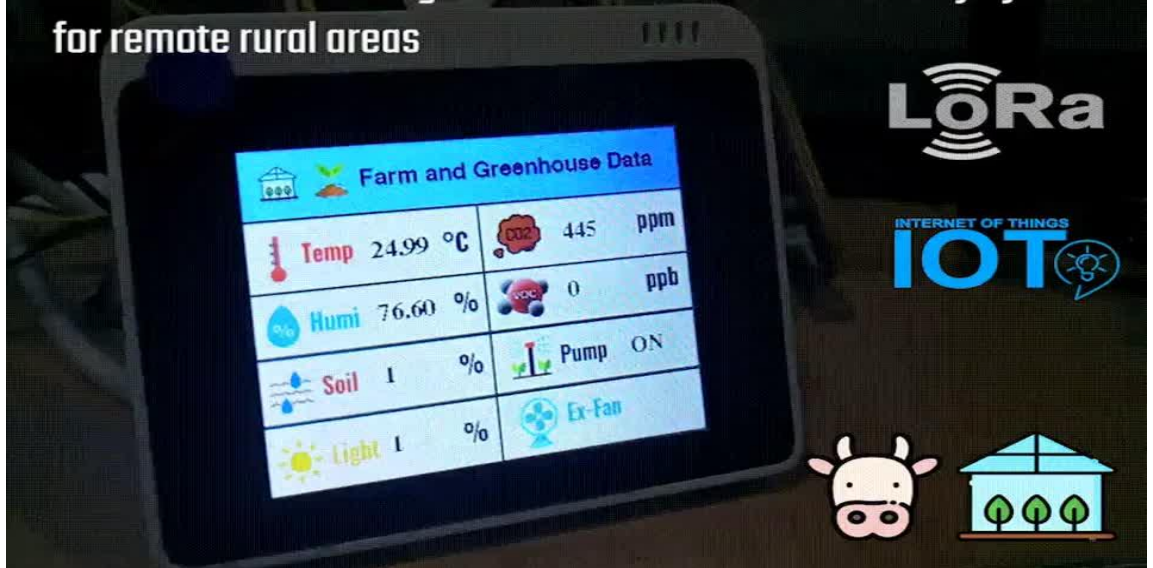 for remote rural areas
LoRa
INTERNET OF THINGS
IOT
Farm and Greenhouse Data
Temp 24.99 °C
CO2 445 ppm
% Humi 76.60 %
VOC 0 ppb
Soil 1 %
Pump ON
Light 1 %
Ex-Fan